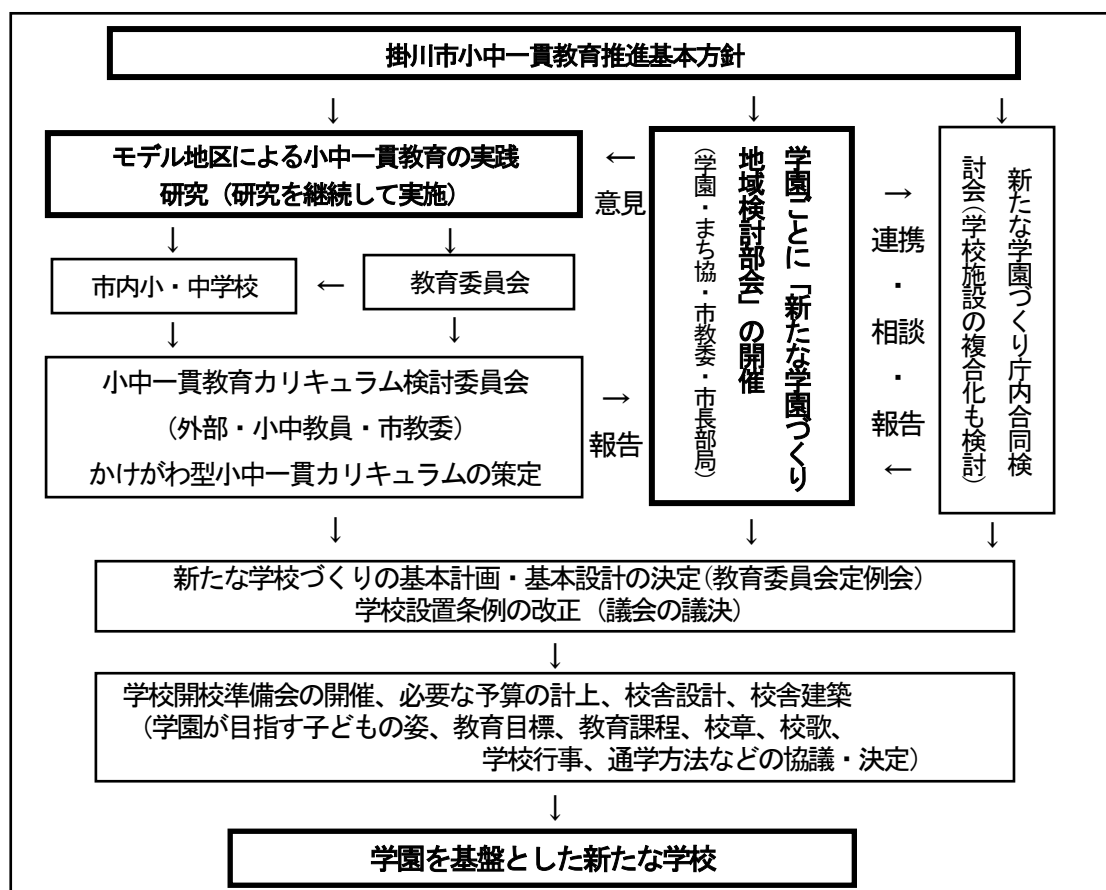 掛川市小中一貫教育推進基本方針
↓
↓
↓
モデル地区による小中一貫教育の実践
研究(研究を継続して実施)
←
意見
学園ごとに「新たな学園づくり
地域検討部会」の開催
(学園・まち協・市教委・市長部局)
→
連携
・
相談
・
報告
←
新たな学園づくり庁内合同検
討会(学校施設の複合化も検討)
↓
↓
市内小・中学校
←
教育委員会
↓
↓
小中一貫教育カリキュラム検討委員会
(外部・小中教員・市教委)
かけがわ型小中一貫カリキュラムの策定
→
報告
↓
↓
↓
新たな学校づくりの基本計画・基本設計の決定(教育委員会定例会)
学校設置条例の改正(議会の議決)
↓
学校開校準備会の開催、必要な予算の計上、校舎設計、校舎建築
(学園が目指す子どもの姿、教育目標、教育課程、校章、校歌、
学校行事、通学方法などの協議・決定)
↓
学園を基盤とした新たな学校